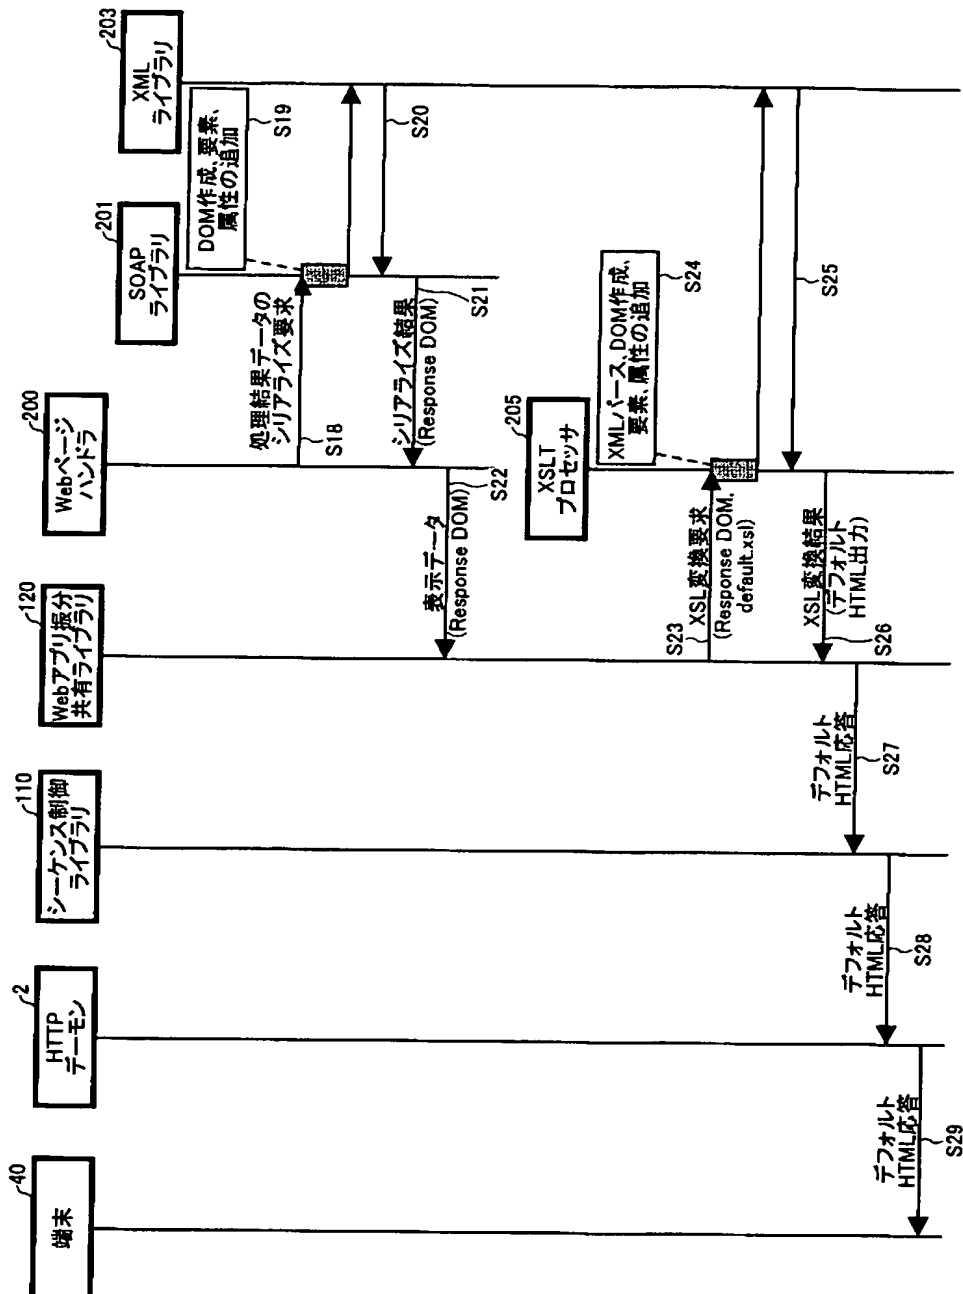 端末
40
HTTP
デーモン
2
シーケンス制御
ライブラリ
110
Webアプリ振分
共有ライブラリ
120
Webページ
ハンドラ
200
SOAP
ライブラリ
201
XML
ライブラリ
203
処理結果データの
シリアライズ要求
S18
DOM作成、要素、
属性の追加
S19
S20
シリアライズ結果
(Response DOM)
S21
表示データ
(Response DOM)
S22
XSLT
プロセッサ
205
S23
XSL変換要求
(Response DOM,
default.xsl)
XMLパース、DOM作成、
要素、属性の追加
S24
S25
XSL変換結果
(デフォルト
HTML出力)
S26
デフォルト
HTML応答
S27
デフォルト
HTML応答
S28
デフォルト
HTML応答
S29